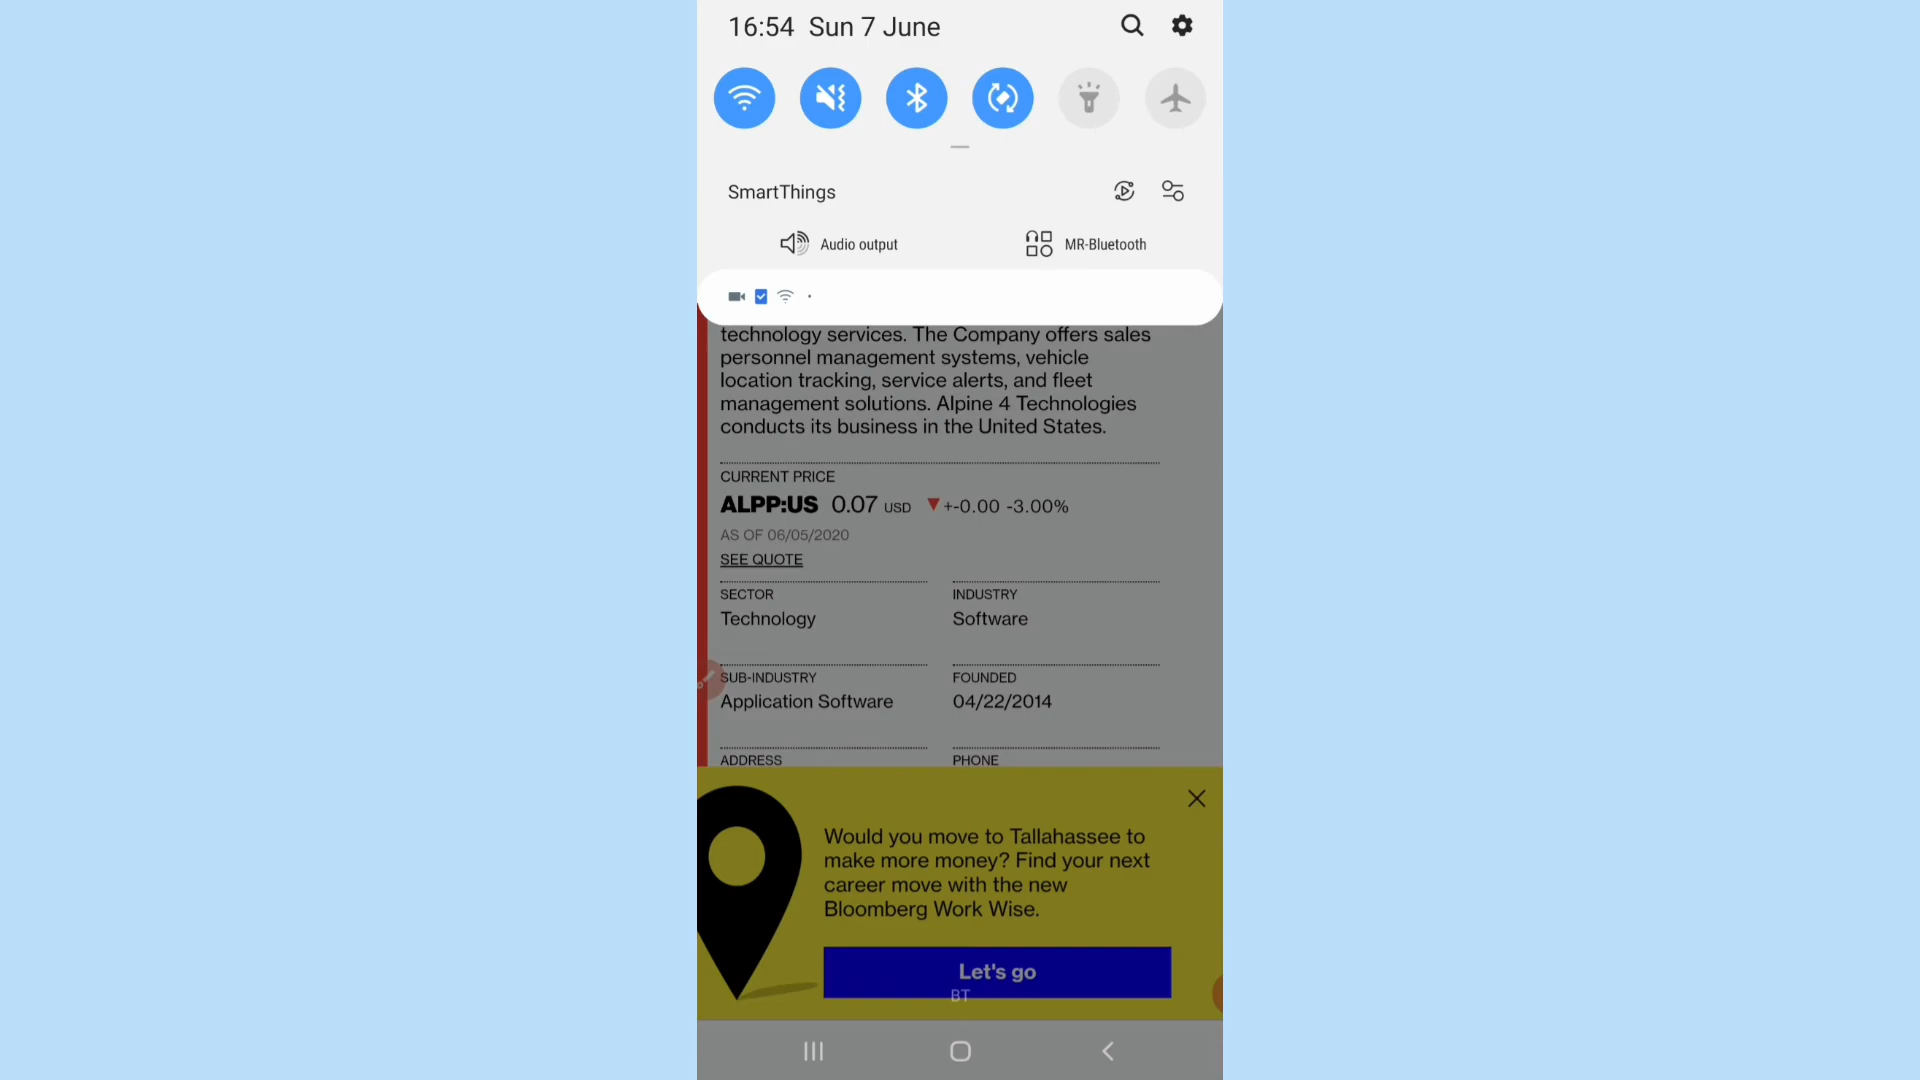 16:54 Sun 7 June
SmartThings
Audio output
MR-Bluetooth
technology services. The Company offers sales
personnel management systems, vehicle
location tracking, service alerts, and fleet
management solutions. Alpine 4 Technologies
conducts its business in the United States.
CURRENT PRICE
ALPP:US 0.07 USD ▼+-0.00 -3.00%
AS OF 06/05/2020
SEE QUOTE
SECTOR
Technology
INDUSTRY
Software
SUB-INDUSTRY
Application Software
FOUNDED
04/22/2014
ADDRESS
PHONE
Would you move to Tallahassee to
make more money? Find your next
career move with the new
Bloomberg Work Wise.
Let's go
BT